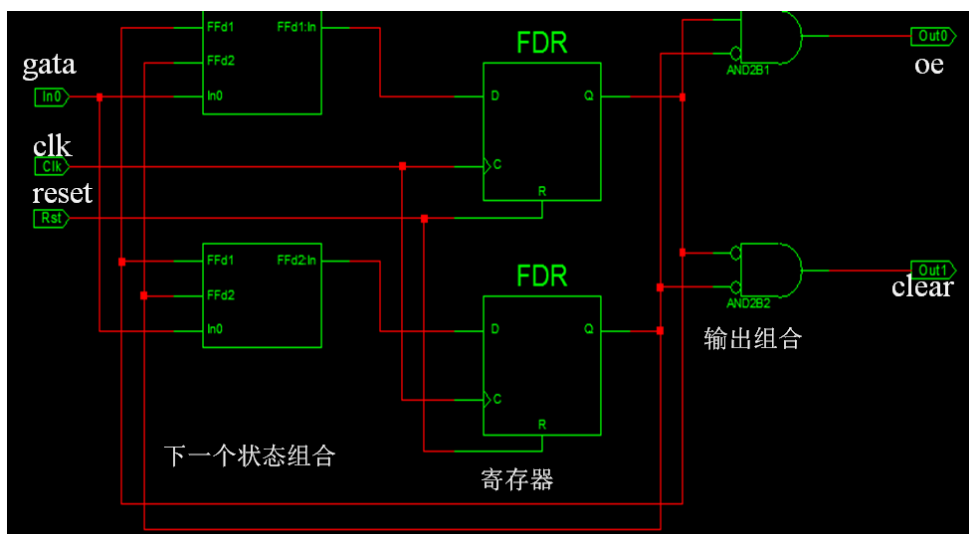 FFd1 FFd1:In
FFd2
In0
gata
In0
clk
Clk
reset
Rst
FDR
D Q
C
R
AND2B1
Out0
oe
FFd1 FFd2:In
FFd2
In0
FDR
D Q
C
R
AND2B2
Out1
clear
输出组合
下一个状态组合
寄存器